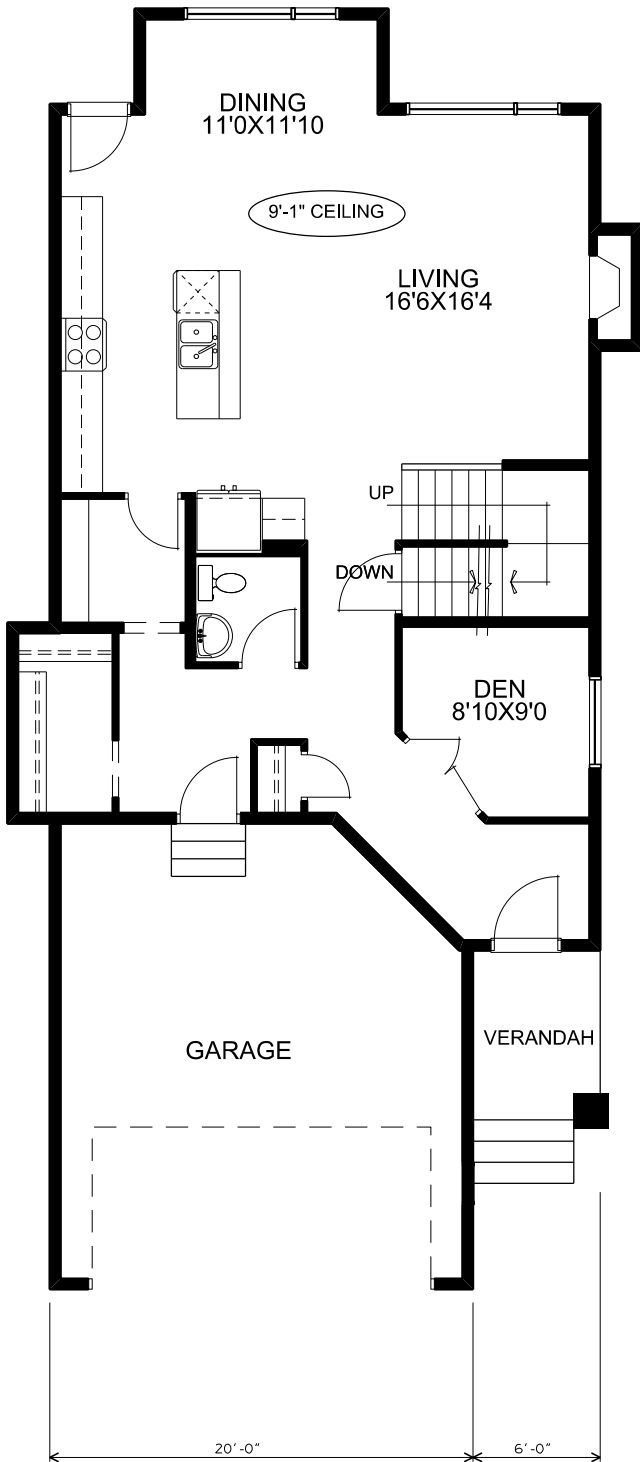 DINING
11'0X11'10
9'-1" CEILING
LIVING
16'6X16'4
UP
DOWN
DEN
8'10X9'0
GARAGE
VERANDAH
20'-0"
6'-0"